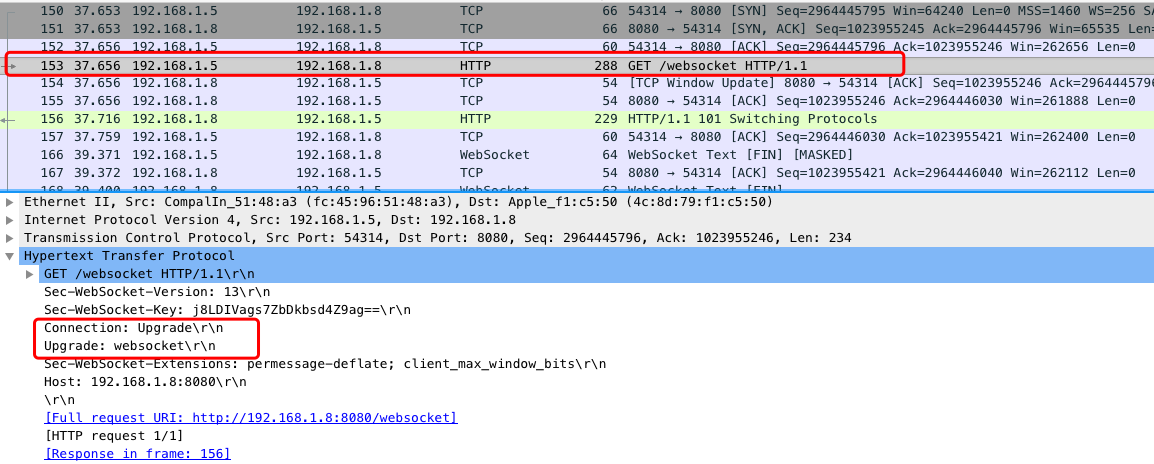 150 37.653 192.168.1.5 192.168.1.8 TCP 66 54314 → 8080 [SYN] Seq=2964445795 Win=64240 Len=0 MSS=1460 WS=256
151 37.653 192.168.1.8 192.168.1.5 TCP 66 8080 → 54314 [SYN, ACK] Seq=1023955245 Ack=2964445796 Win=65535
152 37.656 192.168.1.5 192.168.1.8 TCP 60 54314 → 8080 [ACK] Seq=2964445796 Ack=1023955246 Win=262656 Len=0
153 37.656 192.168.1.5 192.168.1.8 HTTP 288 GET /websocket HTTP/1.1
154 37.656 192.168.1.8 192.168.1.5 TCP 54 [TCP Window Update] 8080 → 54314 [ACK] Seq=1023955246 Ack=2964445796
155 37.656 192.168.1.8 192.168.1.5 TCP 54 8080 → 54314 [ACK] Seq=1023955246 Ack=2964446030 Win=261888 Len=0
156 37.716 192.168.1.8 192.168.1.5 HTTP 229 HTTP/1.1 101 Switching Protocols
157 37.759 192.168.1.5 192.168.1.8 TCP 60 54314 → 8080 [ACK] Seq=2964446030 Ack=1023955421 Win=262400 Len=0
166 39.371 192.168.1.5 192.168.1.8 WebSocket 64 WebSocket Text [FIN] [MASKED]
167 39.372 192.168.1.8 192.168.1.5 TCP 54 8080 → 54314 [ACK] Seq=1023955421 Ack=2964446040 Win=262112 Len=0
168 39.400 192.168.1.8 192.168.1.5 WebSocket 62 WebSocket Text [FIN]
Ethernet II, Src: CompalIn_51:48:a3 (fc:45:96:51:48:a3), Dst: Apple_f1:c5:50 (4c:8d:79:f1:c5:50)
Internet Protocol Version 4, Src: 192.168.1.5, Dst: 192.168.1.8
Transmission Control Protocol, Src Port: 54314, Dst Port: 8080, Seq: 2964445796, Ack: 1023955246, Len: 234
Hypertext Transfer Protocol
GET /websocket HTTP/1.1\r\n
Sec-WebSocket-Version: 13\r\n
Sec-WebSocket-Key: j8LDIVags7ZbDkbsd4Z9ag==\r\n
Connection: Upgrade\r\n
Upgrade: websocket\r\n
Sec-WebSocket-Extensions: permessage-deflate; client_max_window_bits\r\n
Host: 192.168.1.8:8080\r\n
\r\n
[Full request URI: http://192.168.1.8:8080/websocket]
[HTTP request 1/1]
[Response in frame: 156]